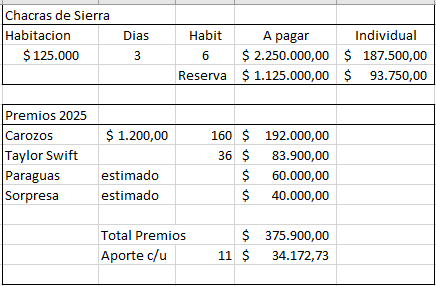 Chacras de Sierra
Habitacion Dias Habit A pagar Individual
$ 125.000 3 6 $ 2.250.000,00 $ 187.500,00
Reserva $ 1.125.000,00 $ 93.750,00
Premios 2025
Carozos $ 1.200,00 160 $ 192.000,00
Taylor Swift 36 $ 83.900,00
Paraguas estimado $ 60.000,00
Sorpresa estimado $ 40.000,00
Total Premios $ 375.900,00
Aporte c/u 11 $ 34.172,73